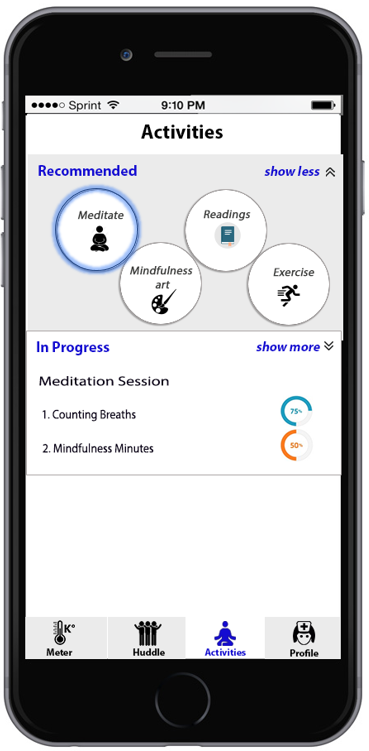 Sprint 9:10 PM
Activities
Recommended show less
Meditate
Readings
Mindfulness
art
Exercise
In Progress show more
Meditation Session
1. Counting Breaths 75%
2. Mindfulness Minutes 50%
K°
Meter Huddle Activities Profile